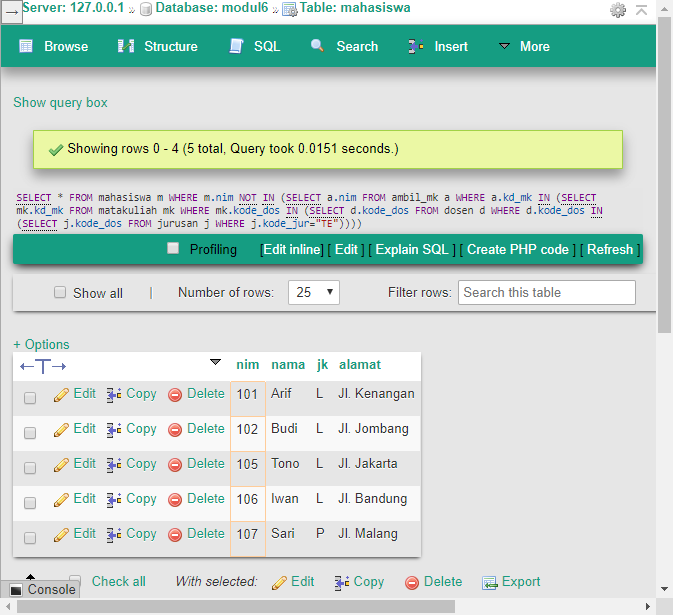 Server: 127.0.0.1 » Database: modul6 » Table: mahasiswa
Browse Structure SQL Search Insert More
Show query box
Showing rows 0 - 4 (5 total, Query took 0.0151 seconds.)
SELECT * FROM mahasiswa m WHERE m.nim NOT IN (SELECT a.nim FROM ambil_mk a WHERE a.kd_mk IN (SELECT
mk.kd_mk FROM matakuliah mk WHERE mk.kode_dos IN (SELECT d.kode_dos FROM dosen d WHERE d.kode_dos IN
(SELECT j.kode_dos FROM jurusan j WHERE j.kode_jur="TE"))))
Profiling [Edit inline] [ Edit ] [ Explain SQL ] [ Create PHP code ] [ Refresh ]
Show all | Number of rows: 25 Filter rows: Search this table
+ Options
←T→ nim nama jk alamat
Edit Copy Delete 101 Arif L Jl. Kenangan
Edit Copy Delete 102 Budi L Jl. Jombang
Edit Copy Delete 105 Tono L Jl. Jakarta
Edit Copy Delete 106 Iwan L Jl. Bandung
Edit Copy Delete 107 Sari P Jl. Malang
Check all With selected: Edit Copy Delete Export
Console